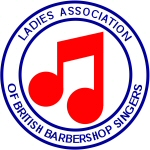 LADIES ASSOCIATION
OF BRITISH BARBERSHOP SINGERS